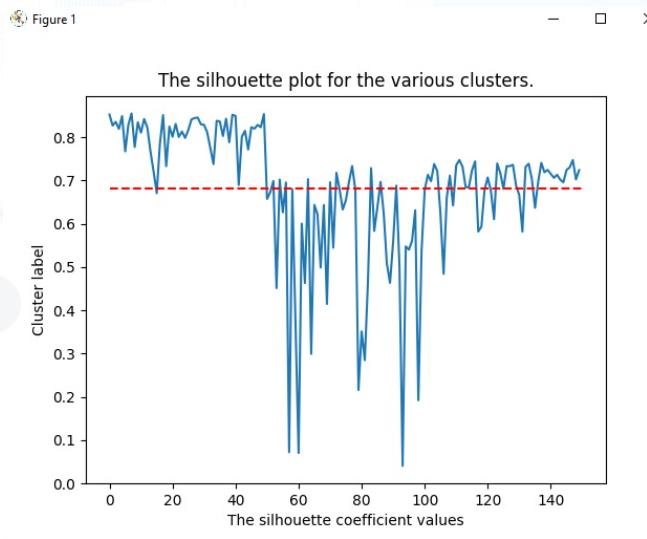 Figure 1
The silhouette plot for the various clusters.
0.8
0.7
0.6
0.5
0.4
0.3
0.2
0.1
0.0
Cluster label
0 20 40 60 80 100 120 140
The silhouette coefficient values